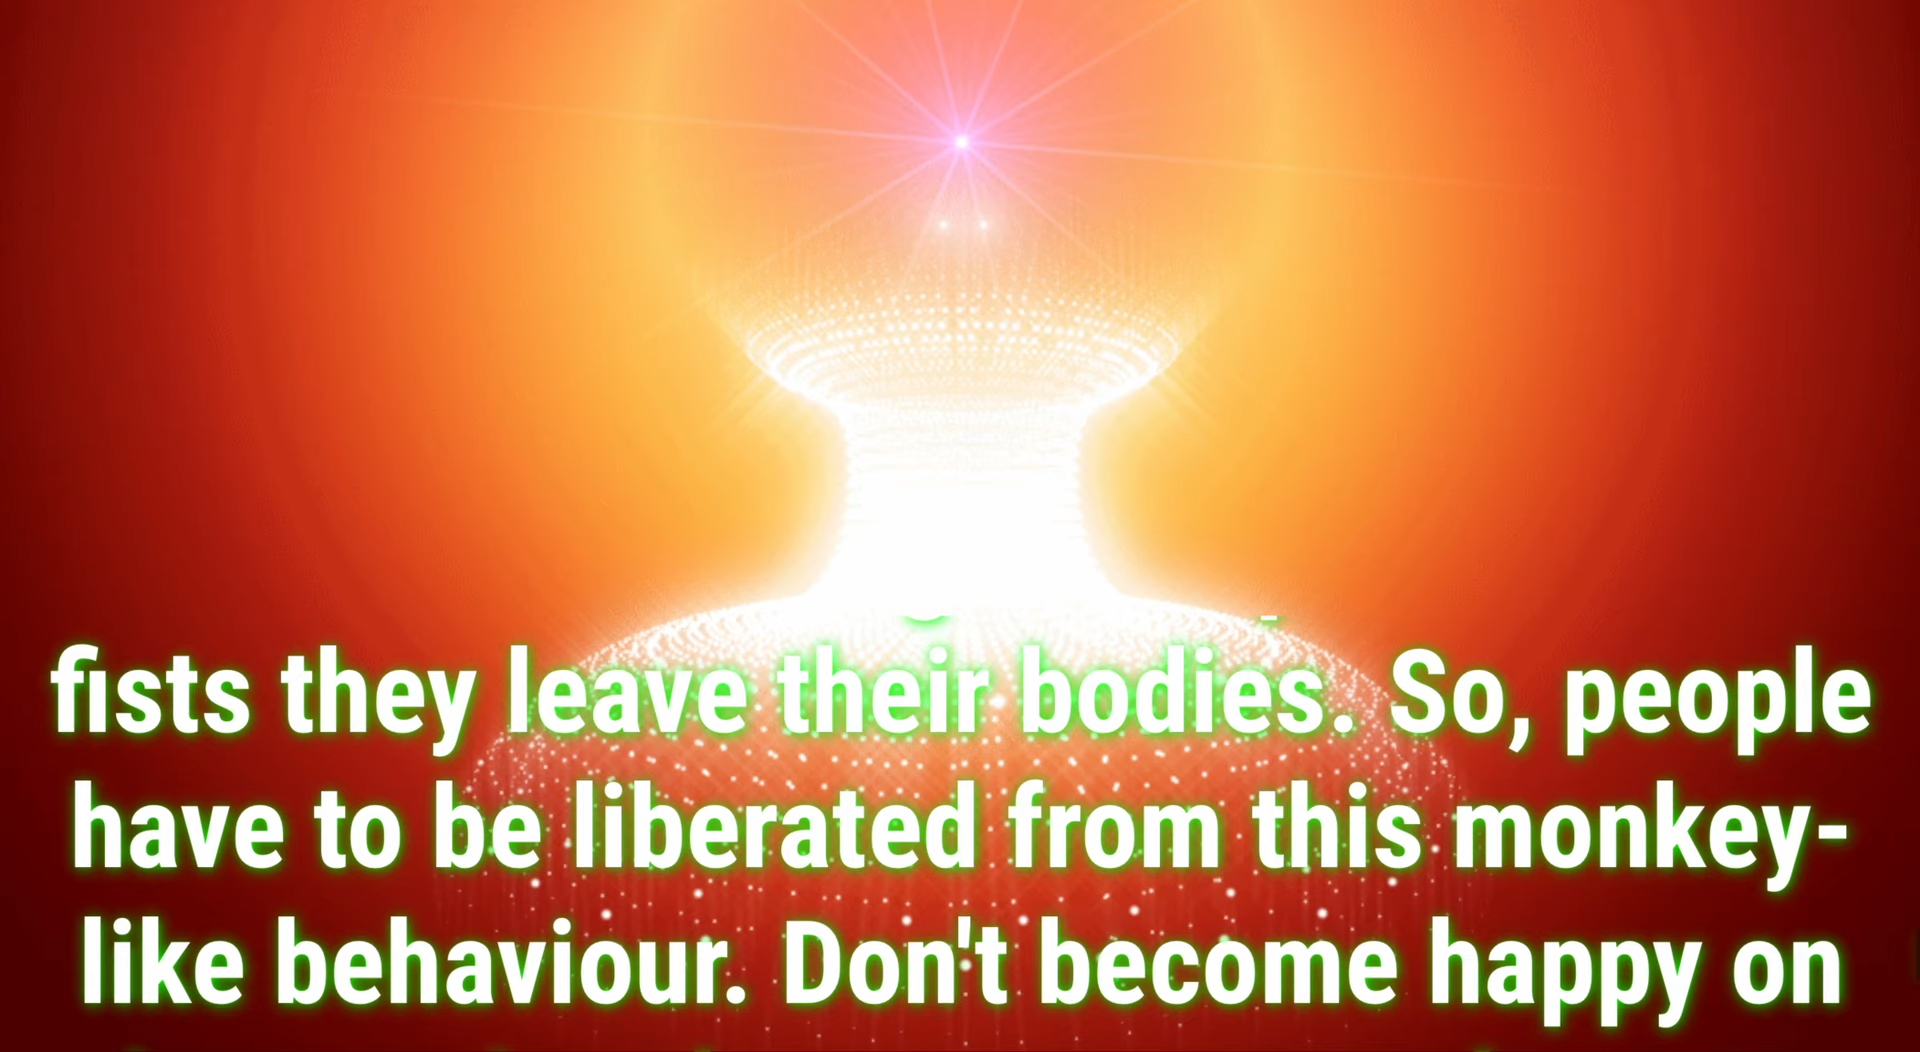 fists they leave their bodies. So, people
have to be liberated from this monkey-
like behaviour. Don't become happy on